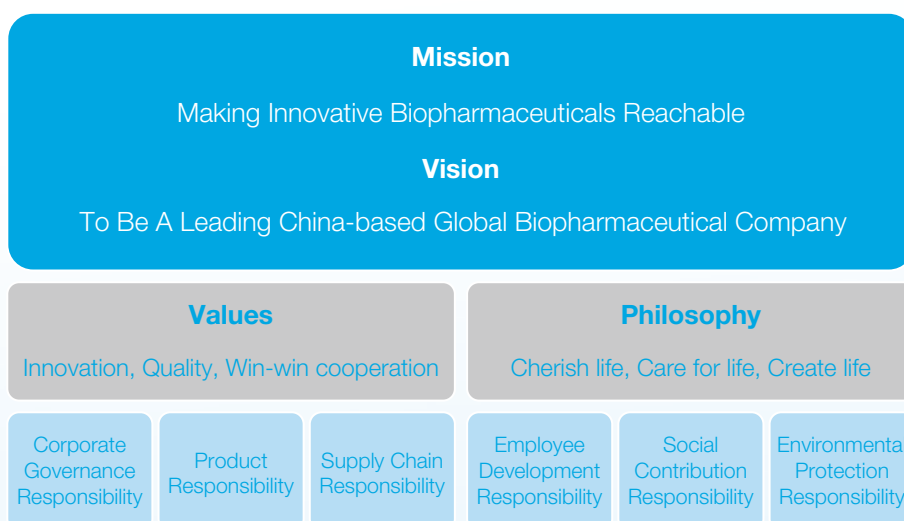 Mission
Making Innovative Biopharmaceuticals Reachable
Vision
To Be A Leading China-based Global Biopharmaceutical Company
Values
Innovation, Quality, Win-win cooperation
Philosophy
Cherish life, Care for life, Create life
Corporate
Governance
Responsibility
Product
Responsibility
Supply Chain
Responsibility
Employee
Development
Responsibility
Social
Contribution
Responsibility
Environmenta
Protection
Responsibility